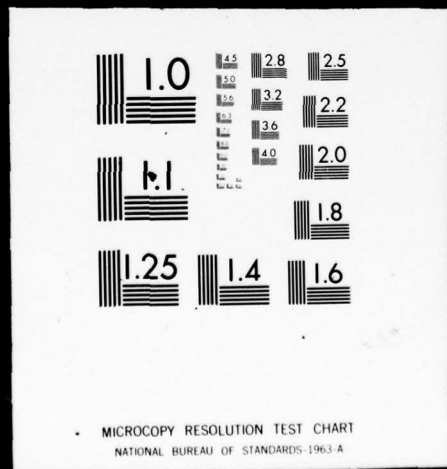 1.0
4.5 2.8 2.5
5.0
5.6 3.2 2.2
6.3
3.6
4.0 2.0
1.1
1.8
1.25 1.4 1.6
MICROCOPY RESOLUTION TEST CHART
NATIONAL BUREAU OF STANDARDS-1963-A